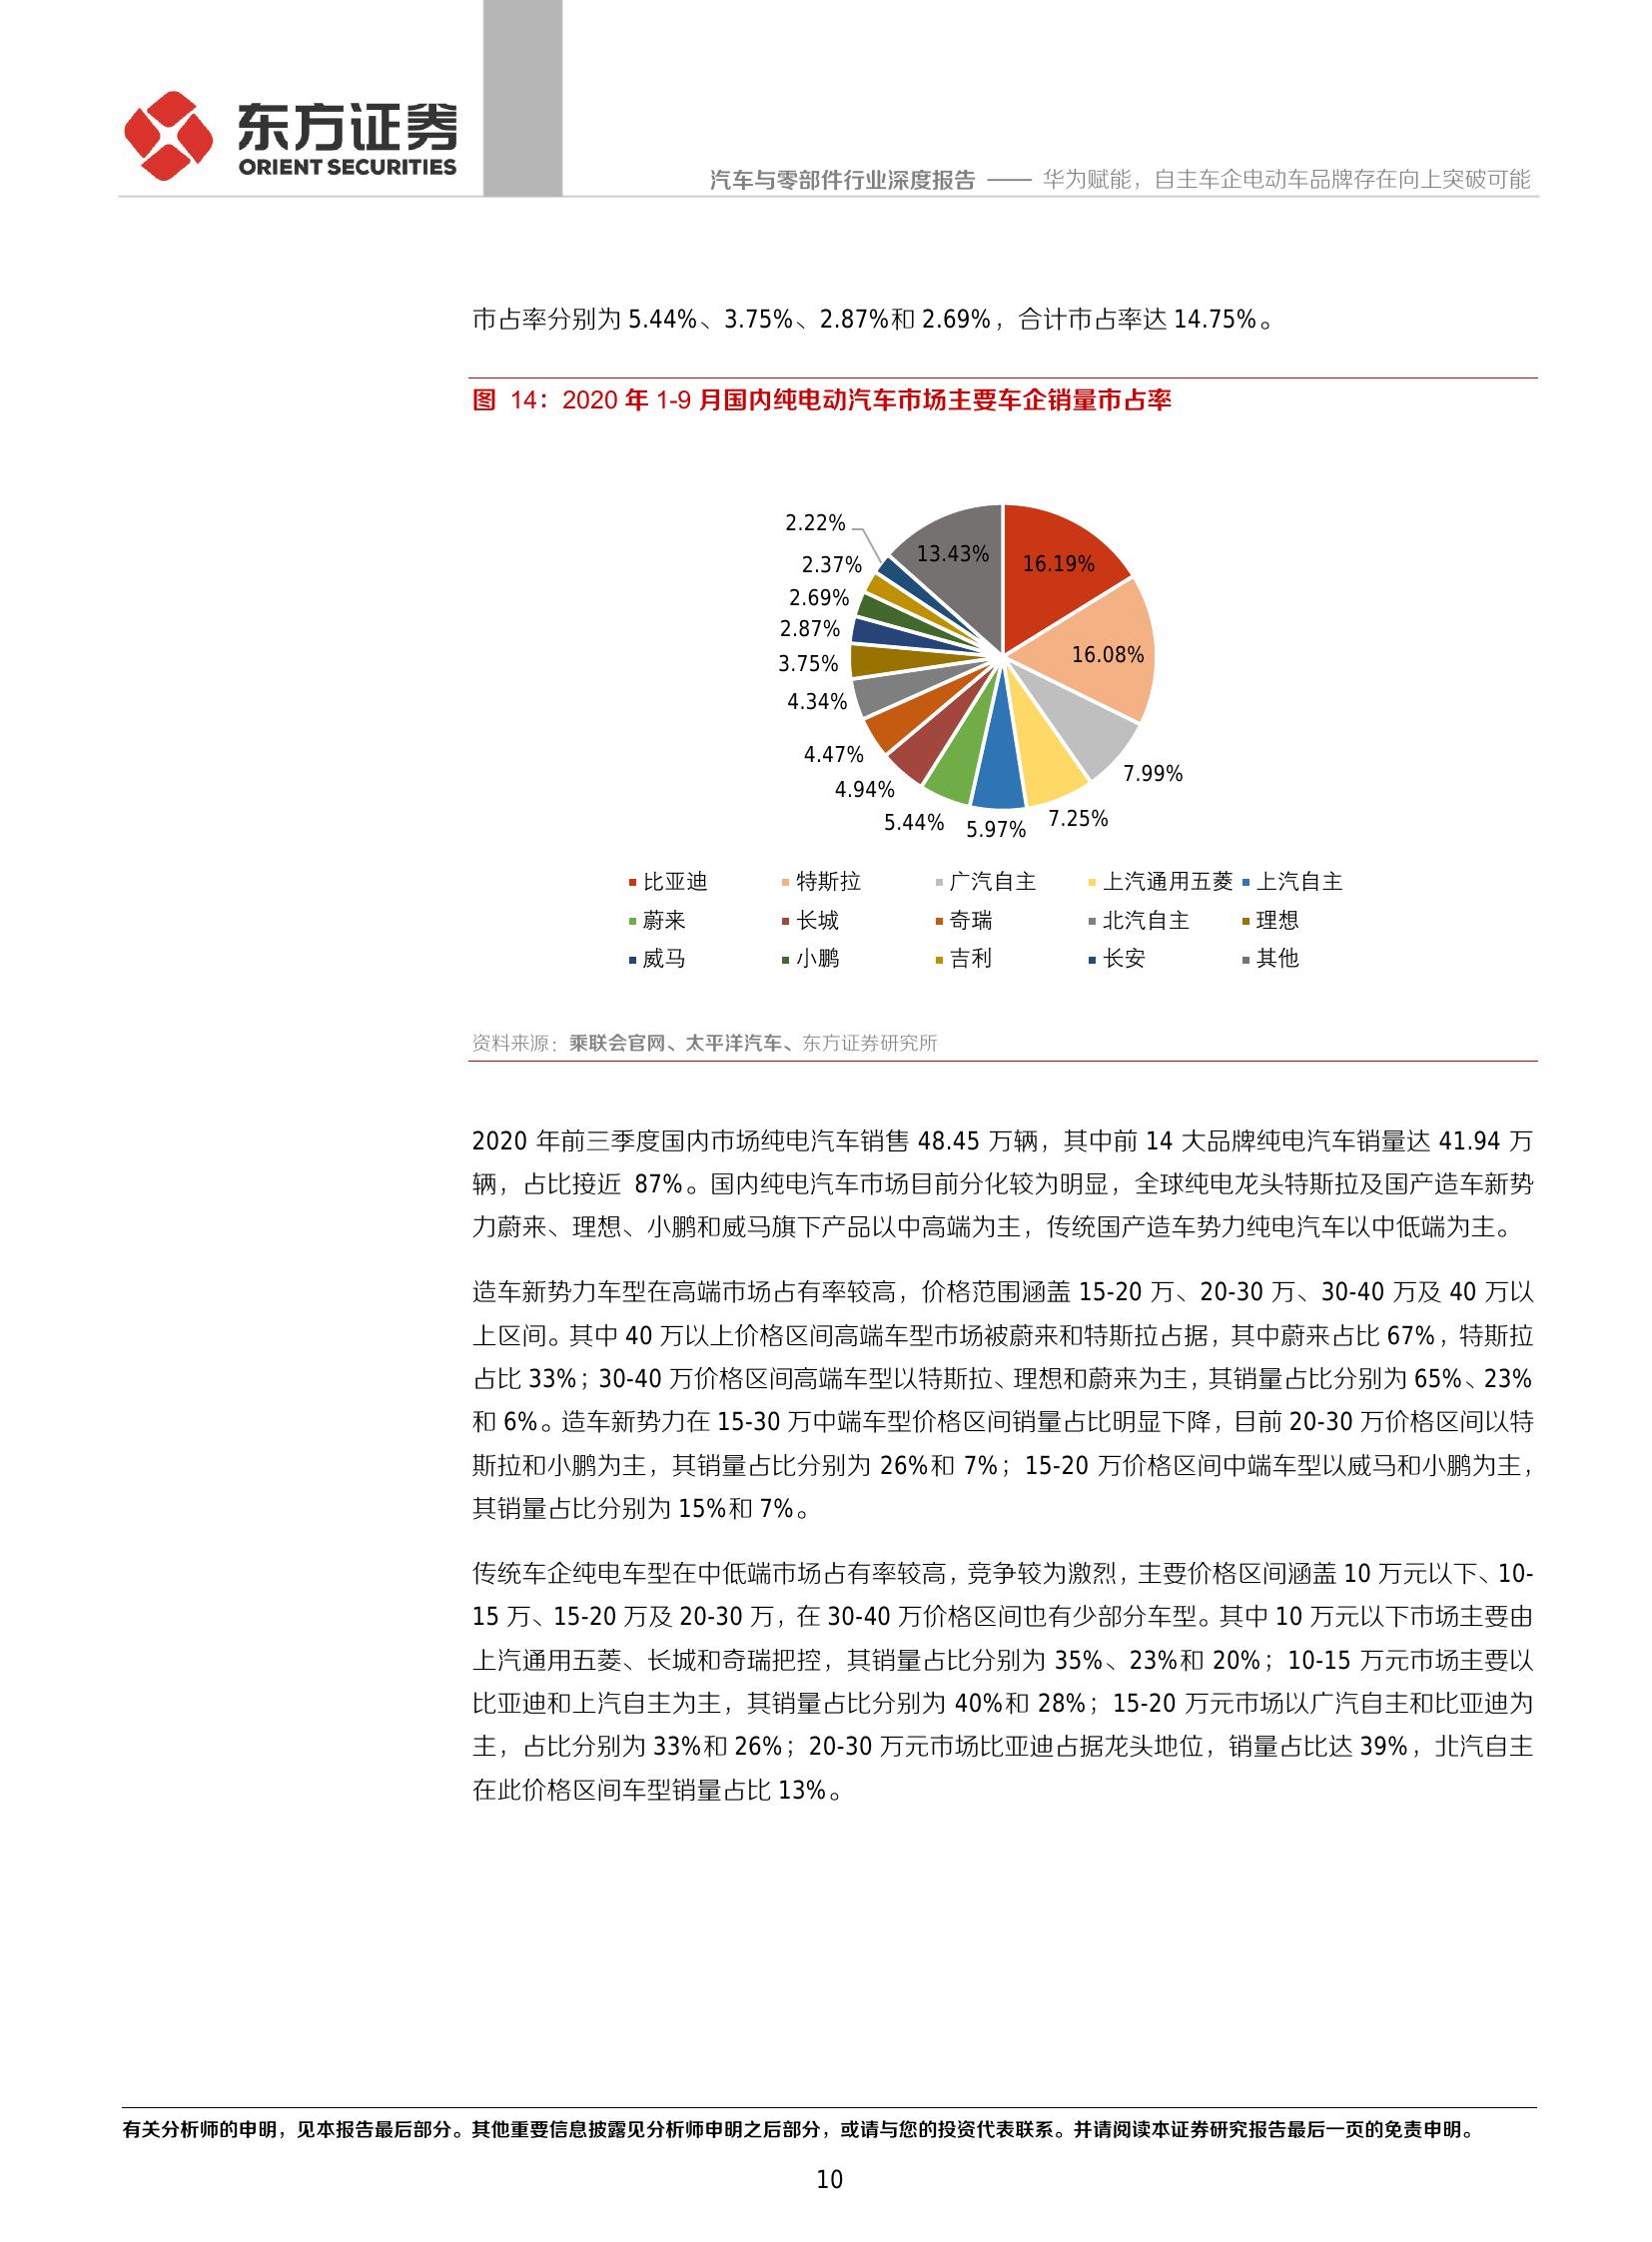 东方证券
ORIENT SECURITIES
汽车与零部件行业深度报告 —— 华为赋能，自主车企电动车品牌存在向上突破可能
市占率分别为 5.44%、3.75%、2.87%和 2.69%，合计市占率达 14.75%。
图 14：2020 年 1-9 月国内纯电动汽车市场主要车企销量市占率
2.22%
13.43%
16.19%
2.37%
2.69%
2.87%
16.08%
3.75%
4.34%
4.47%
7.99%
4.94%
7.25%
5.44%
5.97%
比亚迪 特斯拉 广汽自主 上汽通用五菱 上汽自主
蔚来 长城 奇瑞 北汽自主 理想
威马 小鹏 吉利 长安 其他
资料来源：乘联会官网、太平洋汽车、东方证券研究所
2020 年前三季度国内市场纯电汽车销售 48.45 万辆，其中前 14 大品牌纯电汽车销量达 41.94 万
辆，占比接近 87%。国内纯电汽车市场目前分化较为明显，全球纯电龙头特斯拉及国产造车新势
力蔚来、理想、小鹏和威马旗下产品以中高端为主，传统国产造车势力纯电汽车以中低端为主。
造车新势力车型在高端市场占有率较高，价格范围涵盖 15-20 万、20-30 万、30-40 万及 40 万以
上区间。其中 40 万以上价格区间高端车型市场被蔚来和特斯拉占据，其中蔚来占比 67%，特斯拉
占比 33%；30-40 万价格区间高端车型以特斯拉、理想和蔚来为主，其销量占比分别为 65%、23%
和 6%。造车新势力在 15-30 万中端车型价格区间销量占比明显下降，目前 20-30 万价格区间以特
斯拉和小鹏为主，其销量占比分别为 26%和 7%；15-20 万价格区间中端车型以威马和小鹏为主，
其销量占比分别为 15%和 7%。
传统车企纯电车型在中低端市场占有率较高，竞争较为激烈，主要价格区间涵盖 10 万元以下、10-
15 万、15-20 万及 20-30 万，在 30-40 万价格区间也有少部分车型。其中 10 万元以下市场主要由
上汽通用五菱、长城和奇瑞把控，其销量占比分别为 35%、23%和 20%；10-15 万元市场主要以
比亚迪和上汽自主为主，其销量占比分别为 40%和 28%；15-20 万元市场以广汽自主和比亚迪为
主，占比分别为 33%和 26%；20-30 万元市场比亚迪占据龙头地位，销量占比达 39%，北汽自主
在此价格区间车型销量占比 13%。
有关分析师的申明，见本报告最后部分。其他重要信息披露见分析师申明之后部分，或请与您的投资代表联系。并请阅读本证券研究报告最后一页的免责申明。
10